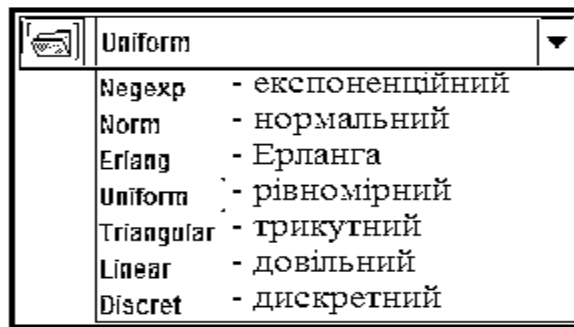 Uniform
Negexp - експоненційний
Norm - нормальний
Erlang - Ерланга
Uniform - рівномірний
Triangular - трикутний
Linear - довільний
Discret - дискретний